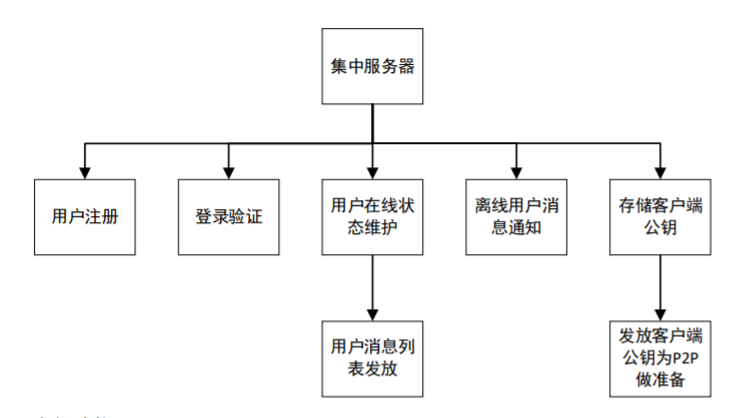 集中服务器
用户注册
登录验证
用户在线状
态维护
离线用户消
息通知
存储客户端
公钥
用户消息列
表发放
发放客户端
公钥为P2P
做准备